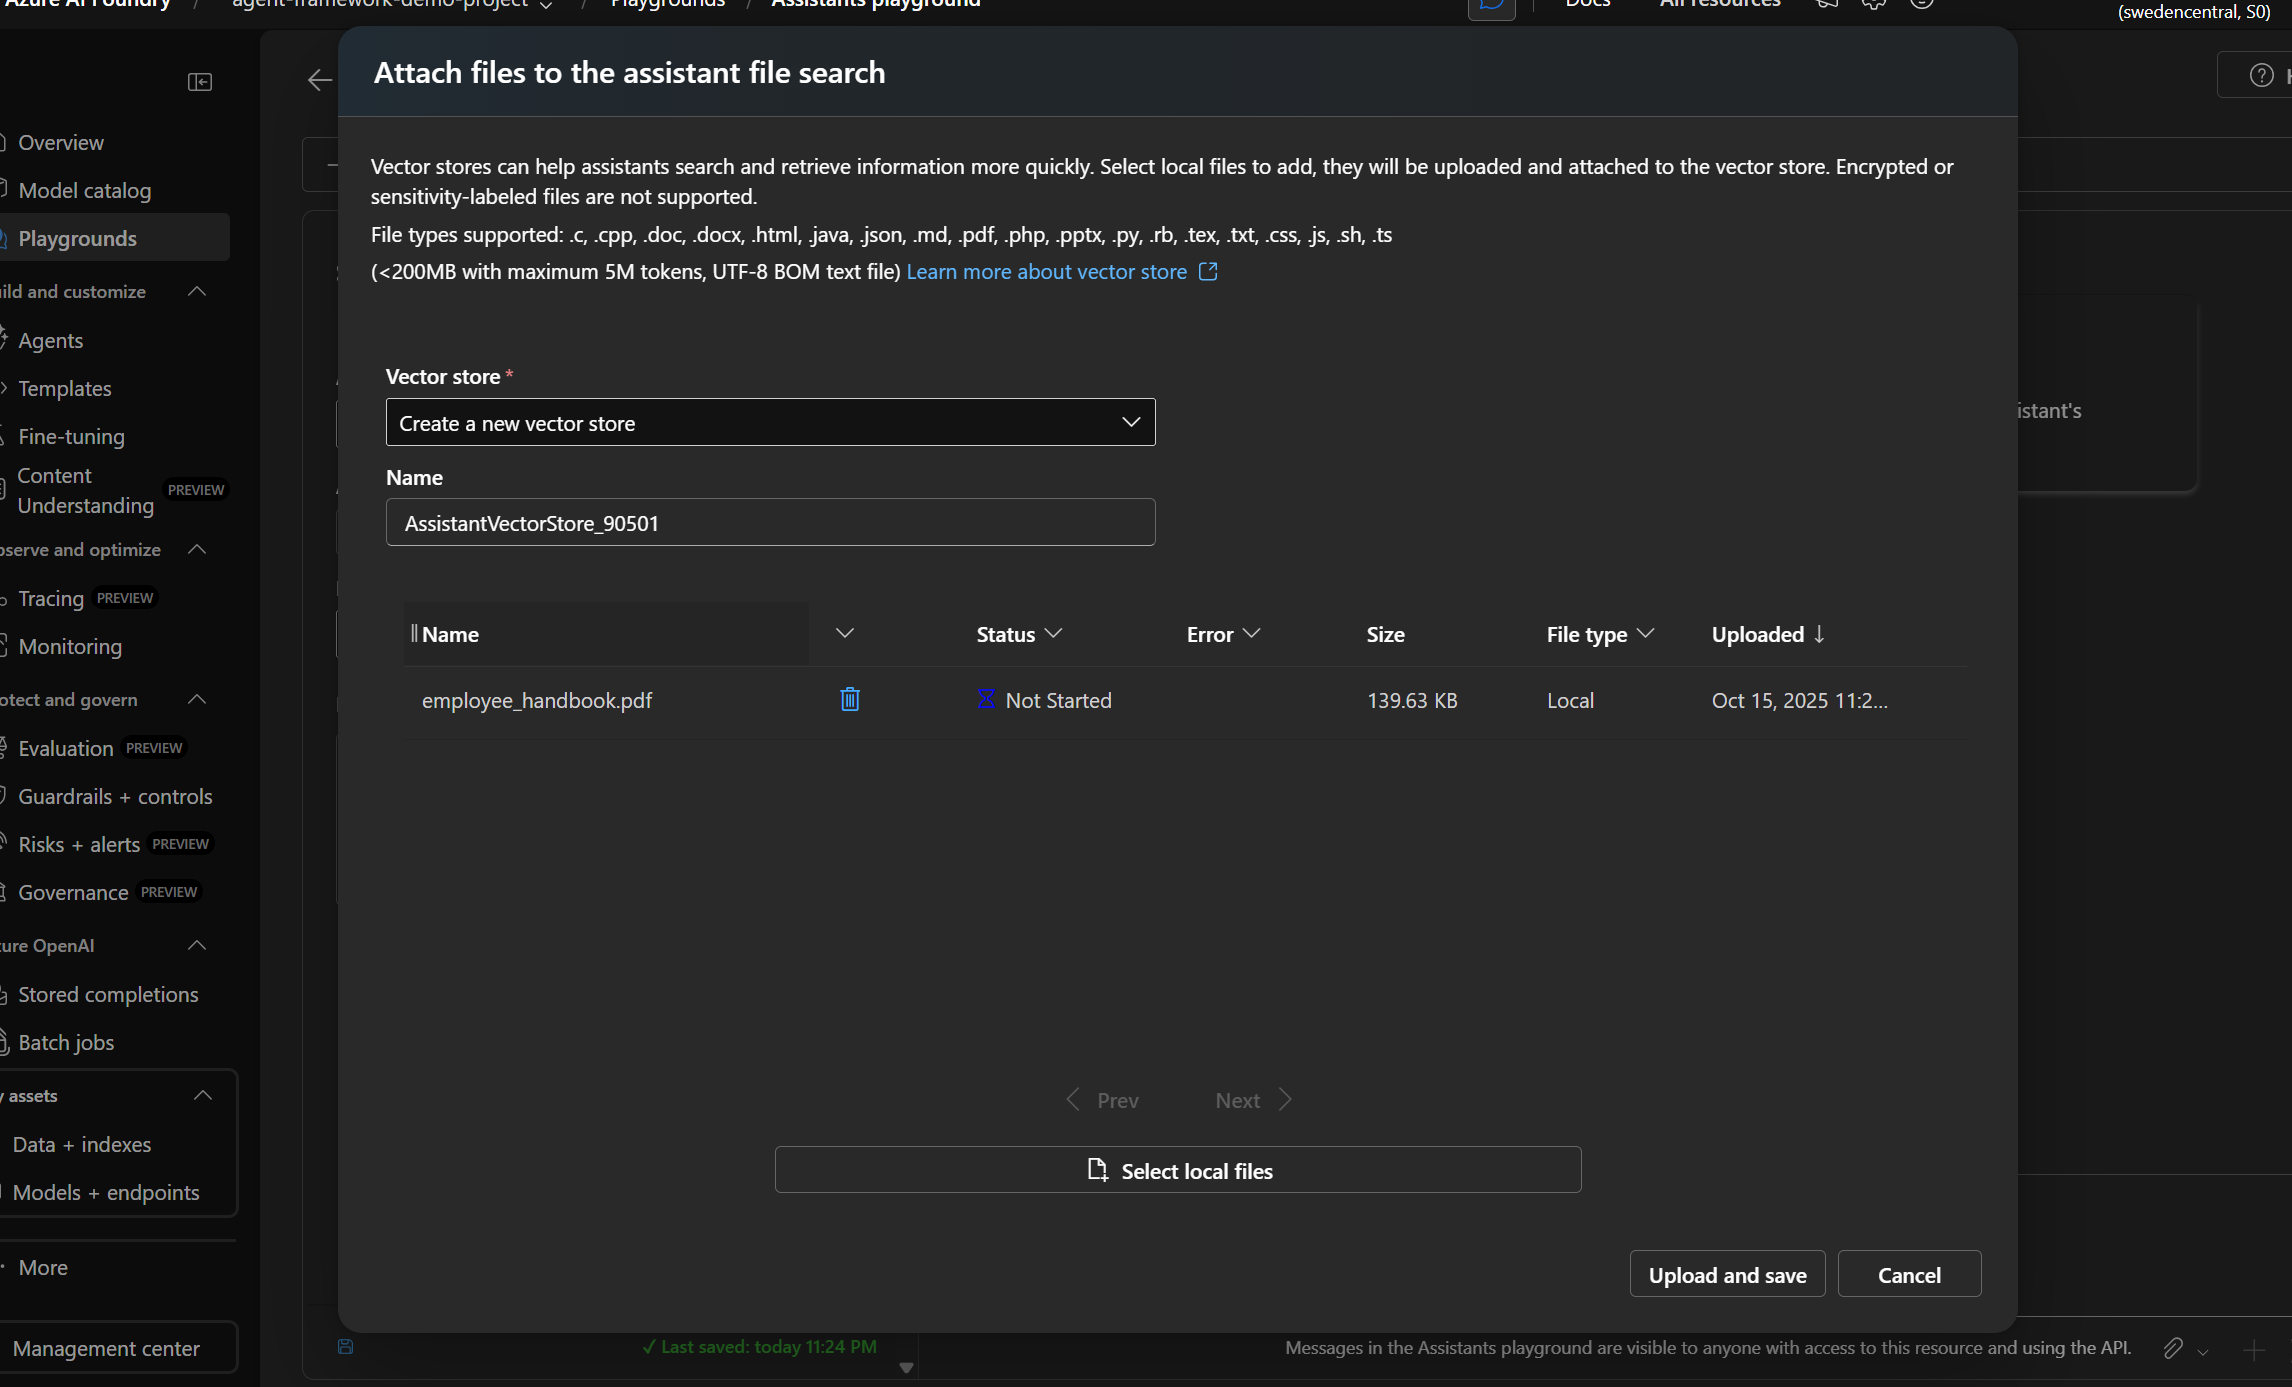 Azure AI Foundry / agent-framework-demo-project / Playgrounds / Assistants playground
Docs
All resources
(swedencentral, S0)
Overview
Model catalog
Playgrounds
ild and customize
Agents
Templates
Fine-tuning
Content
Understanding
PREVIEW
serve and optimize
Tracing PREVIEW
Monitoring
otect and govern
Evaluation PREVIEW
Guardrails + controls
Risks + alerts PREVIEW
Governance PREVIEW
ure OpenAI
Stored completions
Batch jobs
y assets
Data + indexes
Models + endpoints
More
Management center
Attach files to the assistant file search
Vector stores can help assistants search and retrieve information more quickly. Select local files to add, they will be uploaded and attached to the vector store. Encrypted or
sensitivity-labeled files are not supported.
File types supported: .c, .cpp, .doc, .docx, .html, .java, .json, .md, .pdf, .php, .pptx, .py, .rb, .tex, .txt, .css, .js, .sh, .ts
(<200MB with maximum 5M tokens, UTF-8 BOM text file) Learn more about vector store
Vector store *
Create a new vector store
Name
AssistantVectorStore_90501
Name Status Error Size File type Uploaded
employee_handbook.pdf Not Started 139.63 KB Local Oct 15, 2025 11:2...
Prev Next
Select local files
Upload and save Cancel
istant's
Last saved: today 11:24 PM
Messages in the Assistants playground are visible to anyone with access to this resource and using the API.